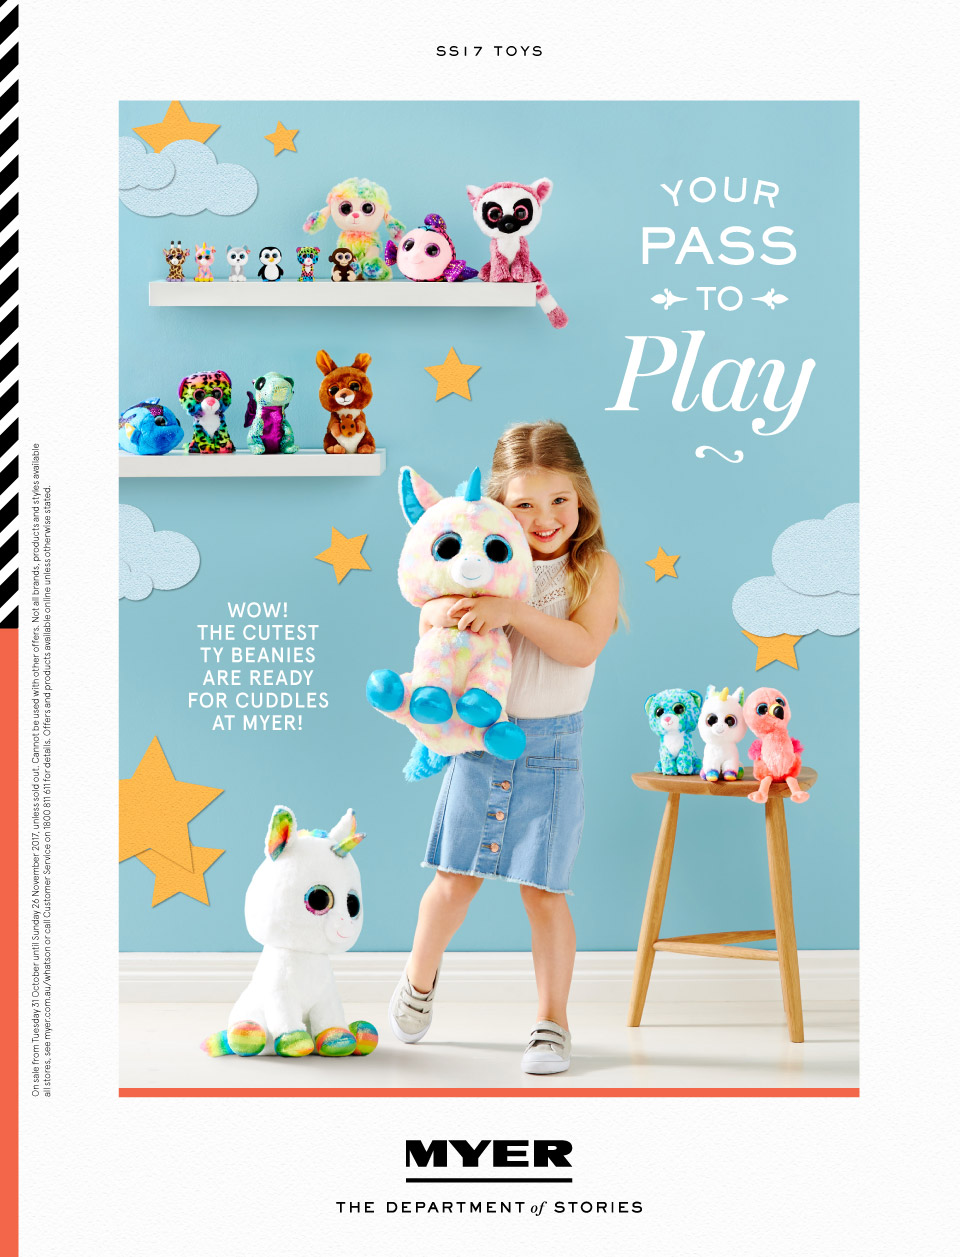 SS17 TOYS
YOUR
PASS
TO
Play
WOW!
THE CUTEST
TY BEANIES
ARE READY
FOR CUDDLES
AT MYER!
On sale from Tuesday 31 October until Sunday 26 November 2017, unless sold out. Cannot be used with other offers. Not all brands, products and styles available
all stores, see myer.com.au/whatson or call Customer Service on 1800 811 611 for details. Offers and products available online unless otherwise stated.
MYER
THE DEPARTMENT of STORIES